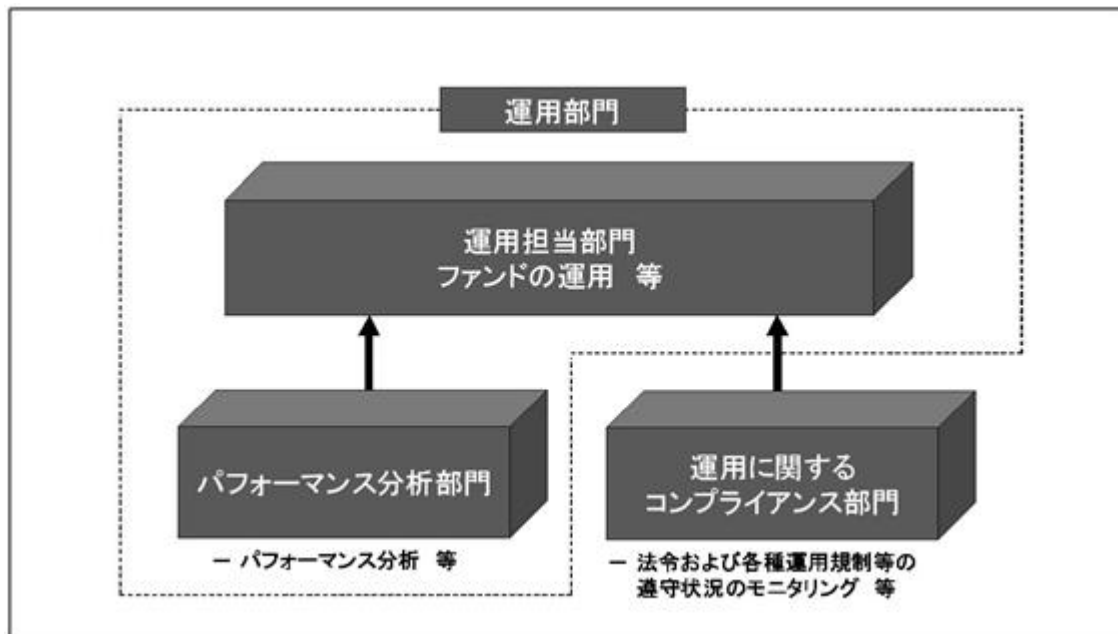 運用部門
運用担当部門
ファンドの運用 等
パフォーマンス分析部門
運用に関する
コンプライアンス部門
― パフォーマンス分析 等
― 法令および各種運用規制等の
遵守状況のモニタリング 等